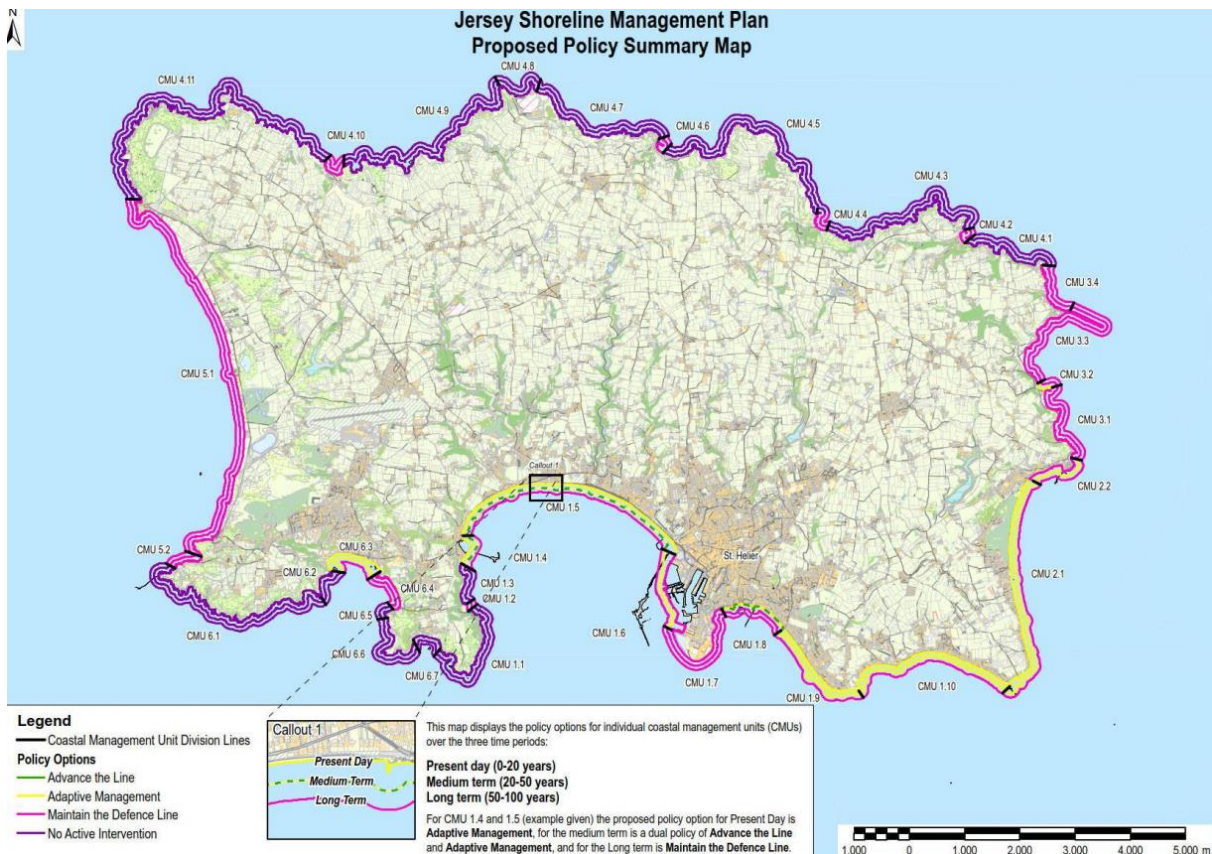 N
Jersey Shoreline Management Plan
Proposed Policy Summary Map
CMU 4.11
CMU 4.8
CMU 4.9
CMU 4.7
CMU 4.6
CMU 4.5
CMU 4.10
CMU 4.3
CMU 4.4
CMU 4.2
CMU 4.1
CMU 3.4
CMU 3.3
CMU 3.2
CMU 3.1
CMU 5.1
CMU 2.2
Callout 1
CMU 1.5
CMU 5.2
CMU 6.3
CMU 1.4
St. Helier
CMU 6.2
CMU 6.4
CMU 1.3
CMU 1.2
CMU 2.1
CMU 6.5
CMU 6.1
CMU 1.6
CMU 1.8
CMU 6.6
CMU 1.1
CMU 6.7
CMU 1.7
CMU 1.9
CMU 1.10
Legend
Coastal Management Unit Division Lines
Policy Options
Advance the Line
Adaptive Management
Maintain the Defence Line
No Active Intervention
Callout 1
Present Day
Medium-Term
Long-Term
This map displays the policy options for individual coastal management units (CMUs)
over the three time periods:
Present day (0-20 years)
Medium term (20-50 years)
Long term (50-100 years)
For CMU 1.4 and 1.5 (example given) the proposed policy option for Present Day is
Adaptive Management, for the medium term is a dual policy of Advance the Line
and Adaptive Management, and for the Long term is Maintain the Defence Line.
1.000 0 1.000 2.000 3.000 4.000 5.000 m